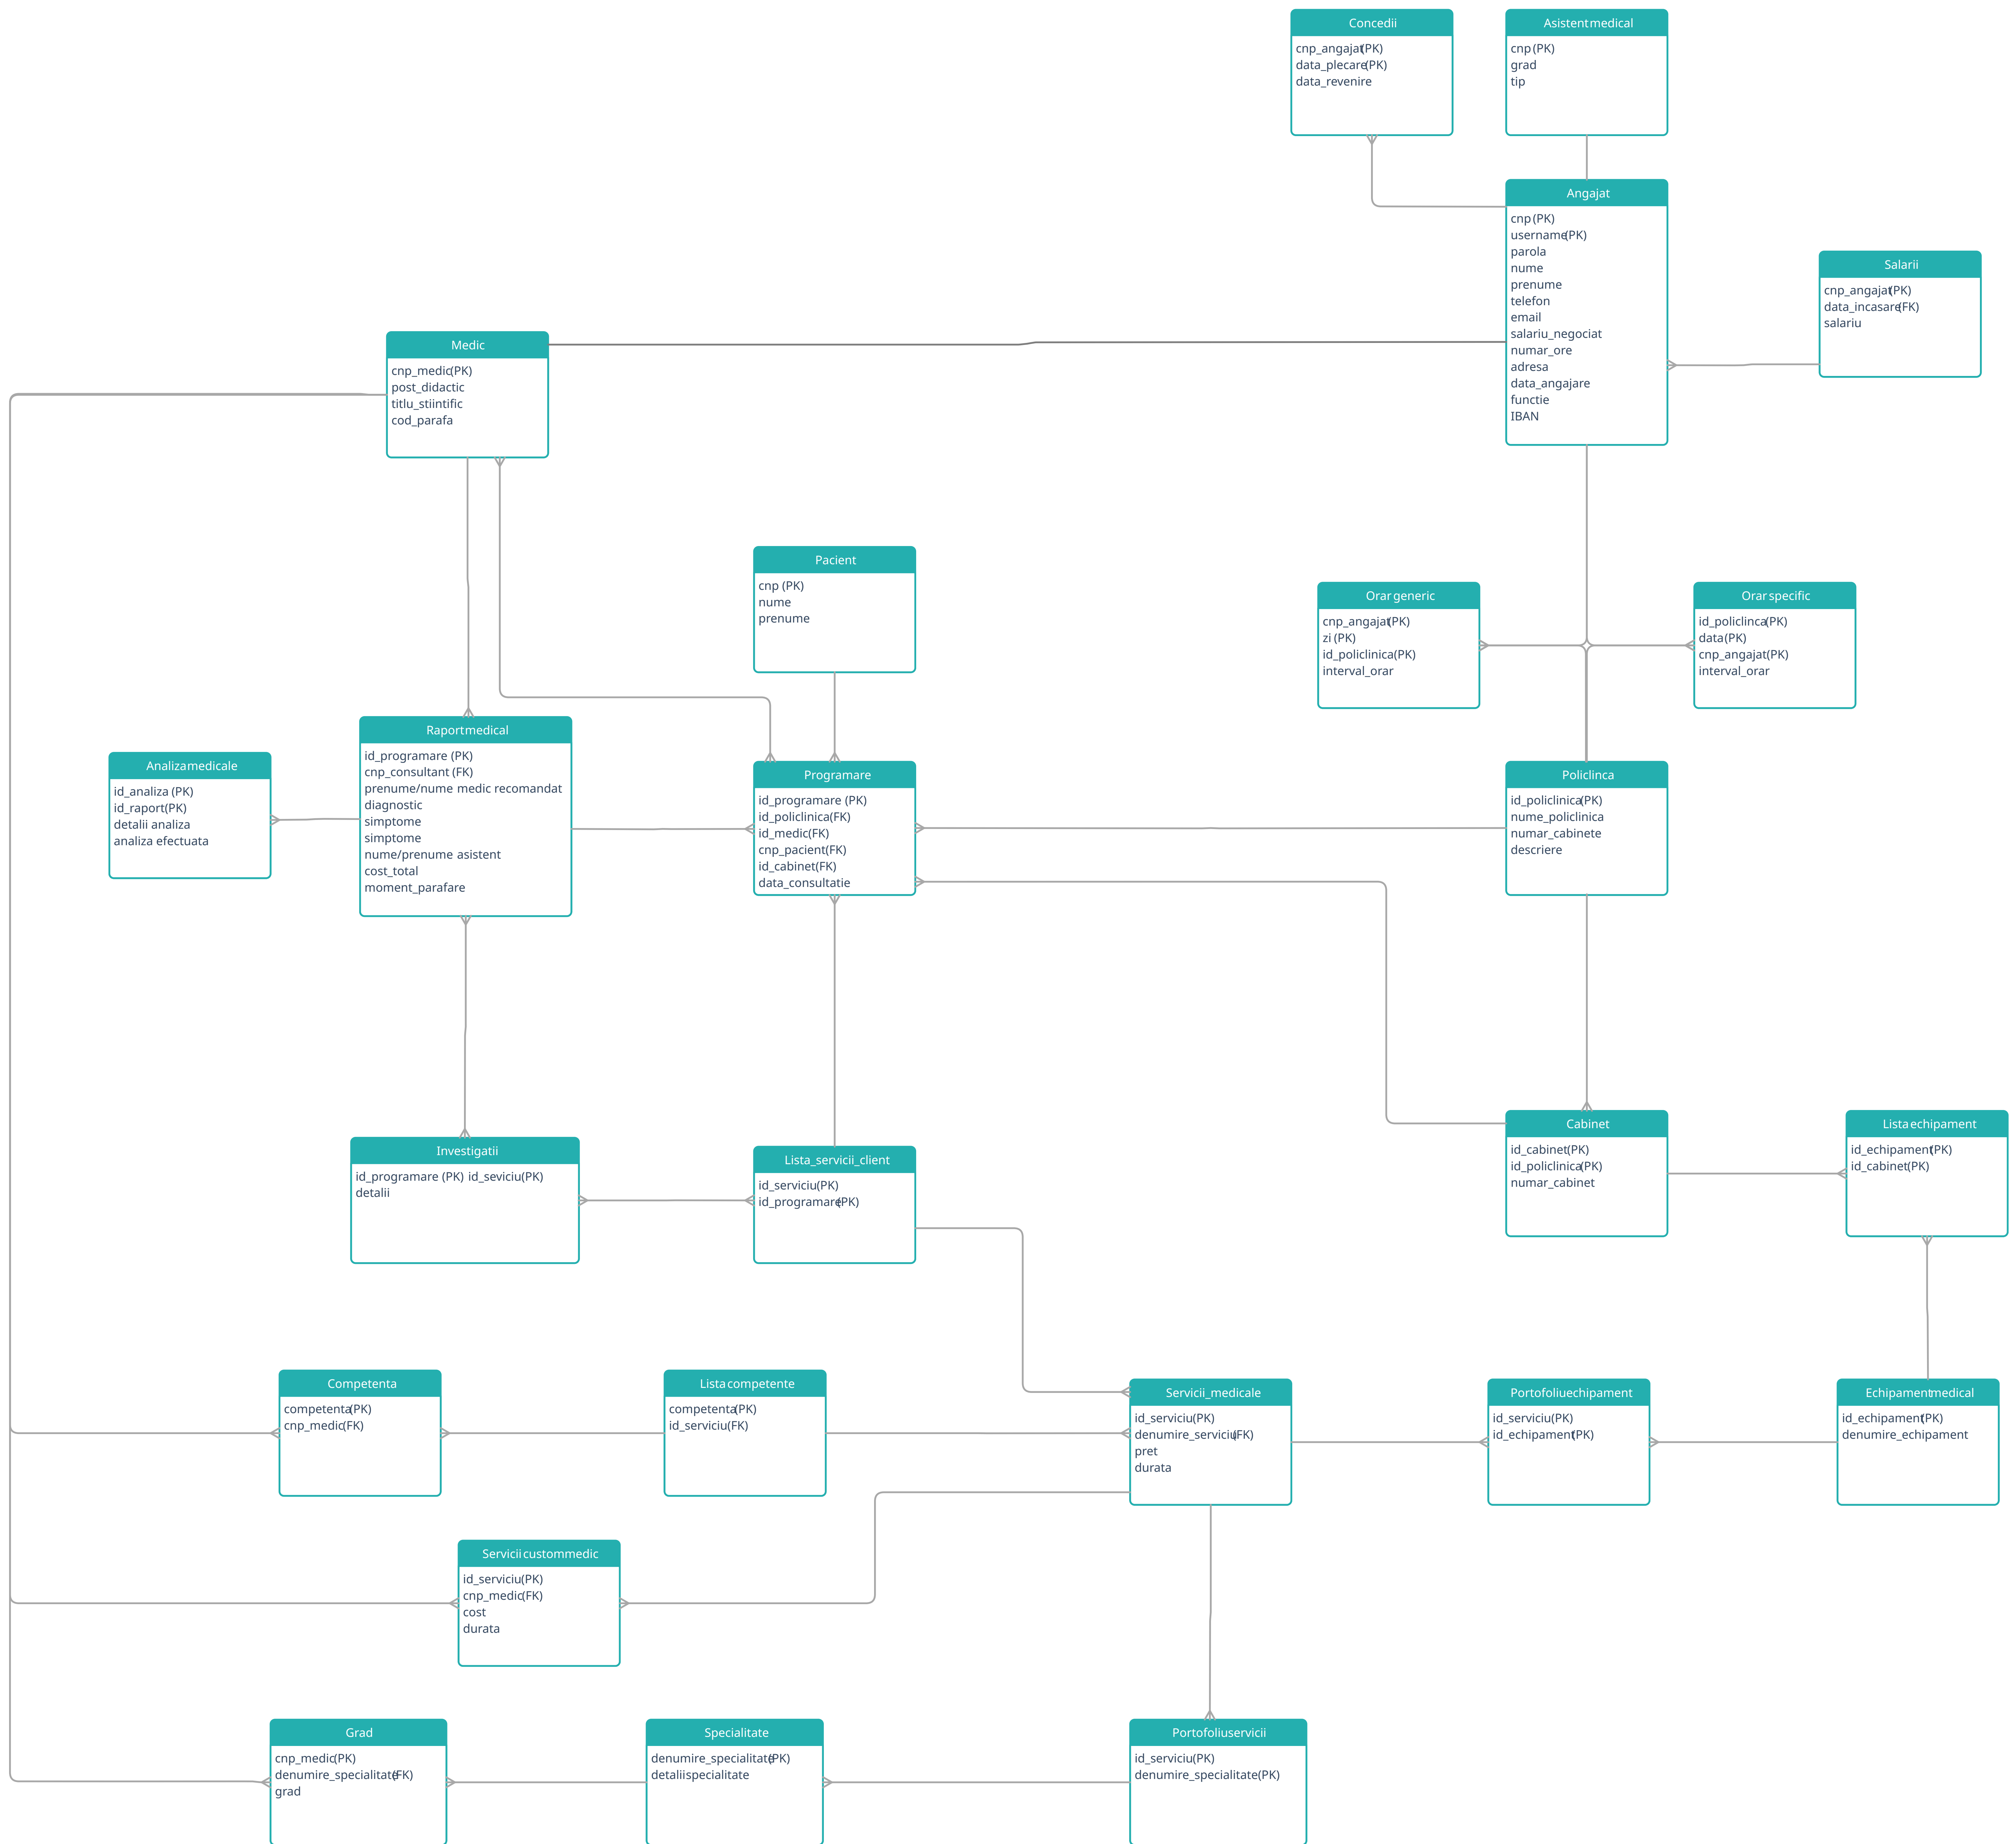 Concedii
cnp_angajat(PK)
data_plecare(PK)
data_revenire
Asistent medical
cnp (PK)
grad
tip
Angajat
cnp (PK)
username(PK)
parola
nume
prenume
telefon
email
salariu_negociat
numar_ore
adresa
data_angajare
functie
IBAN
Salarii
cnp_angajat(PK)
data_incasare(FK)
salariu
Medic
cnp_medic(PK)
post_didactic
titlu_stiintific
cod_parafa
Pacient
cnp (PK)
nume
prenume
Orar generic
cnp_angajat(PK)
zi (PK)
id_policlinica(PK)
interval_orar
Orar specific
id_policlinca(PK)
data (PK)
cnp_angajat(PK)
interval_orar
Raport medical
id_programare (PK)
cnp_consultant (FK)
prenume/nume medic recomandat
diagnostic
simptome
simptome
nume/prenume asistent
cost_total
moment_parafare
Analiza medicale
id_analiza (PK)
id_raport(PK)
detalii analiza
analiza efectuata
Programare
id_programare (PK)
id_policlinica(FK)
id_medic(FK)
cnp_pacient(FK)
id_cabinet(FK)
data_consultatie
Policlinca
id_policlinica(PK)
nume_policlinica
numar_cabinete
descriere
Investigatii
id_programare (PK) id_seviciu(PK)
detalii
Lista_servicii_client
id_serviciu(PK)
id_programare(PK)
Cabinet
id_cabinet(PK)
id_policlinica(PK)
numar_cabinet
Lista echipament
id_echipament(PK)
id_cabinet(PK)
Competenta
competenta(PK)
cnp_medic(FK)
Lista competente
competenta(PK)
id_serviciu(FK)
Servicii_medicale
id_serviciu(PK)
denumire_serviciu(FK)
pret
durata
Portofoliu echipament
id_serviciu(PK)
id_echipament(PK)
Echipament medical
id_echipament(PK)
denumire_echipament
Servicii custom medic
id_serviciu(PK)
cnp_medic(FK)
cost
durata
Grad
cnp_medic(PK)
denumire_specialitate(FK)
grad
Specialitate
denumire_specialitate(PK)
detalii specialitate
Portofoliu servicii
id_serviciu(PK)
denumire_specialitate(PK)